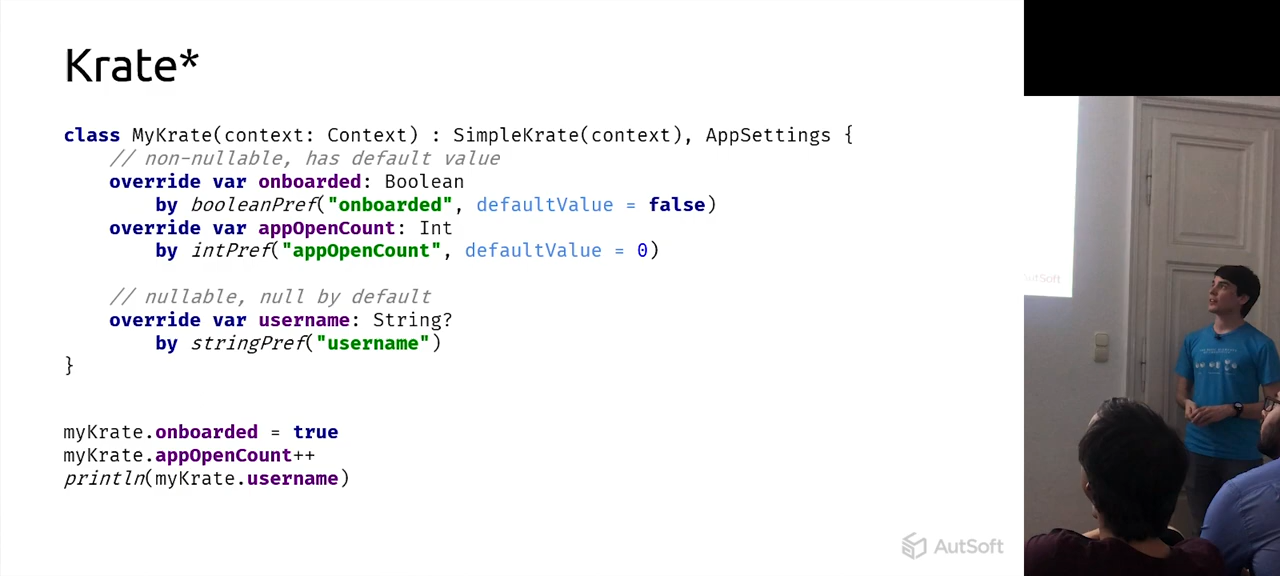 Krate*
class MyKrate(context: Context) : SimpleKrate(context), AppSettings {
    // non-nullable, has default value
    override var onboarded: Boolean
        by booleanPref("onboarded", defaultValue = false)
    override var appOpenCount: Int
        by intPref("appOpenCount", defaultValue = 0)
    // nullable, null by default
    override var username: String?
        by stringPref("username")
}
myKrate.onboarded = true
myKrate.appOpenCount++
println(myKrate.username)
AutSoft
AutSoft